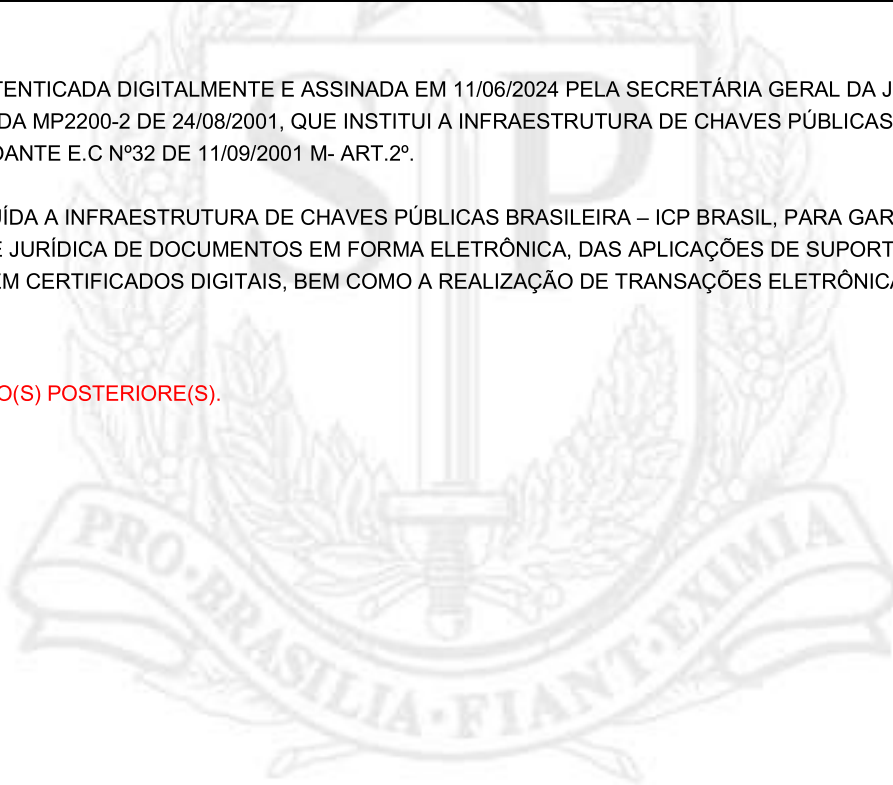 TENTICADA DIGITALMENTE E ASSINADA EM 11/06/2024 PELA SECRETÁRIA GERAL DA J
DA MP2200-2 DE 24/08/2001, QUE INSTITUI A INFRAESTRUTURA DE CHAVES PÚBLICAS
DANTE E.C Nº32 DE 11/09/2001 M- ART.2º.
ÍDA A INFRAESTRUTURA DE CHAVES PÚBLICAS BRASILEIRA – ICP BRASIL, PARA GAR
E JURÍDICA DE DOCUMENTOS EM FORMA ELETRÔNICA, DAS APLICAÇÕES DE SUPORT
EM CERTIFICADOS DIGITAIS, BEM COMO A REALIZAÇÃO DE TRANSAÇÕES ELETRÔNICA
O(S) POSTERIORE(S).
SP
PRO·BRASILIA·FIANT·EXIMIA